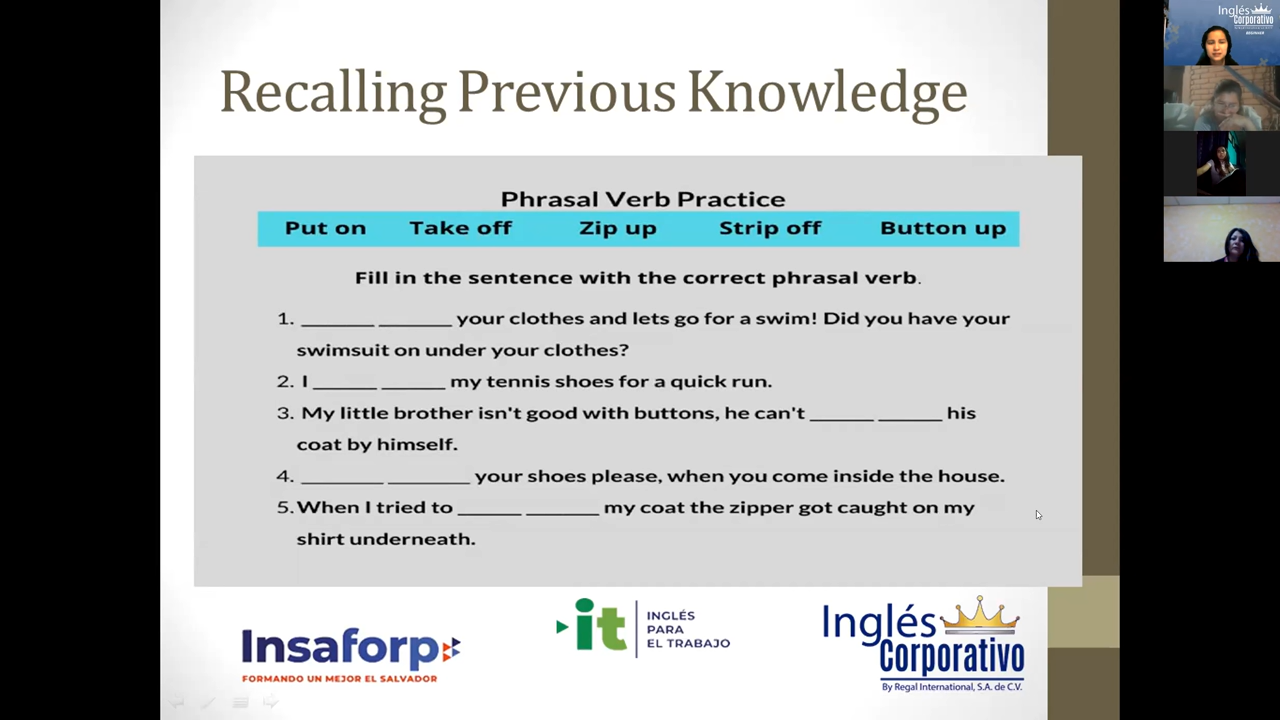 Recalling Previous Knowledge
Phrasal Verb Practice
Put on Take off Zip up Strip off Button up
Fill in the sentence with the correct phrasal verb.
1. _______ _______ your clothes and lets go for a swim! Did you have your
swimsuit on under your clothes?
2. I ______ ______ my tennis shoes for a quick run.
3. My little brother isn't good with buttons, he can't ______ ______ his
coat by himself.
4. ________ ________ your shoes please, when you come inside the house.
5. When I tried to ______ _______ my coat the zipper got caught on my
shirt underneath.
Insaforp
FORMANDO UN MEJOR EL SALVADOR
it
INGLÉS
PARA
EL TRABAJO
Inglés
Corporativo
By Regal International, S.A. de C.V.
Inglés
Corporativo
BEGINNER